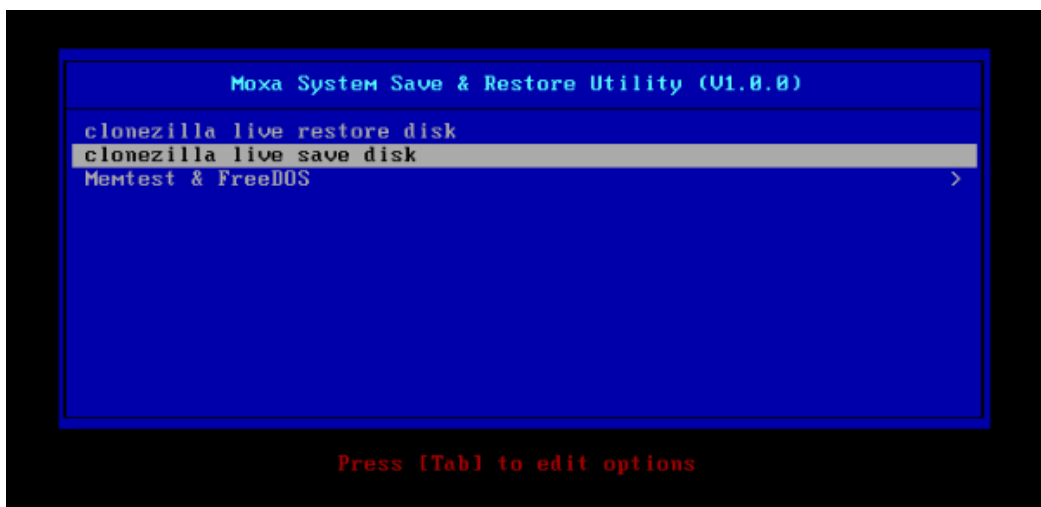 Moxa System Save & Restore Utility (V1.0.0)
clonezilla live restore disk
clonezilla live save disk
Memtest & FreeDOS >
Press [Tab] to edit options